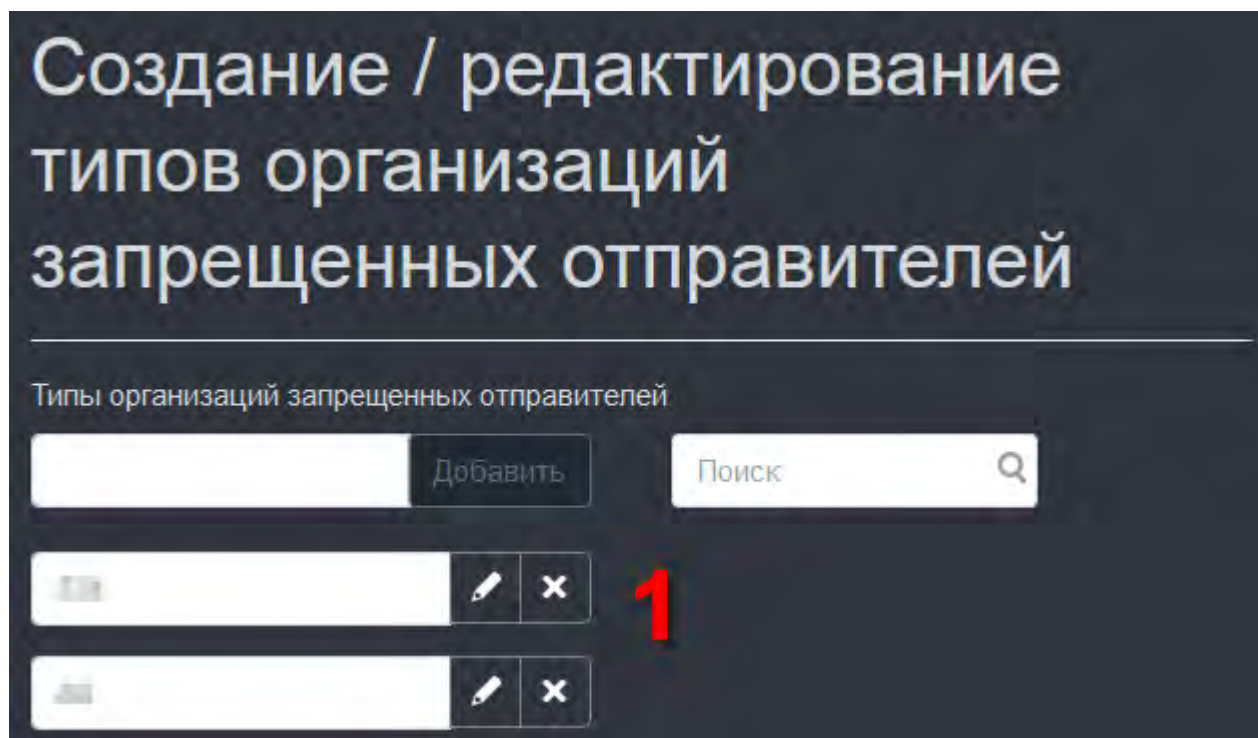 Создание / редактирование
типов организаций
запрещенных отправителей
Типы организаций запрещенных отправителей
Добавить
Поиск
1